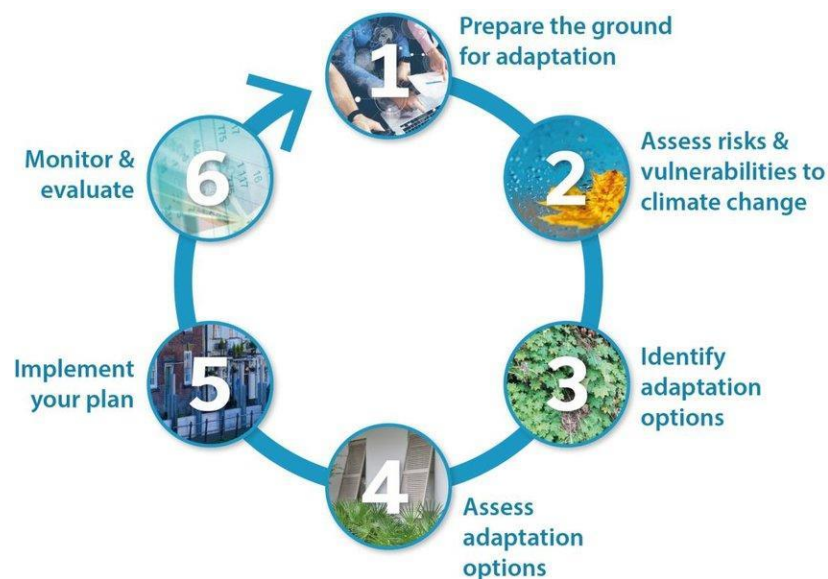 1
Prepare the ground
for adaptation
2
Assess risks &
vulnerabilities to
climate change
3
Identify
adaptation
options
4
Assess
adaptation
options
5
Implement
your plan
6
Monitor &
evaluate